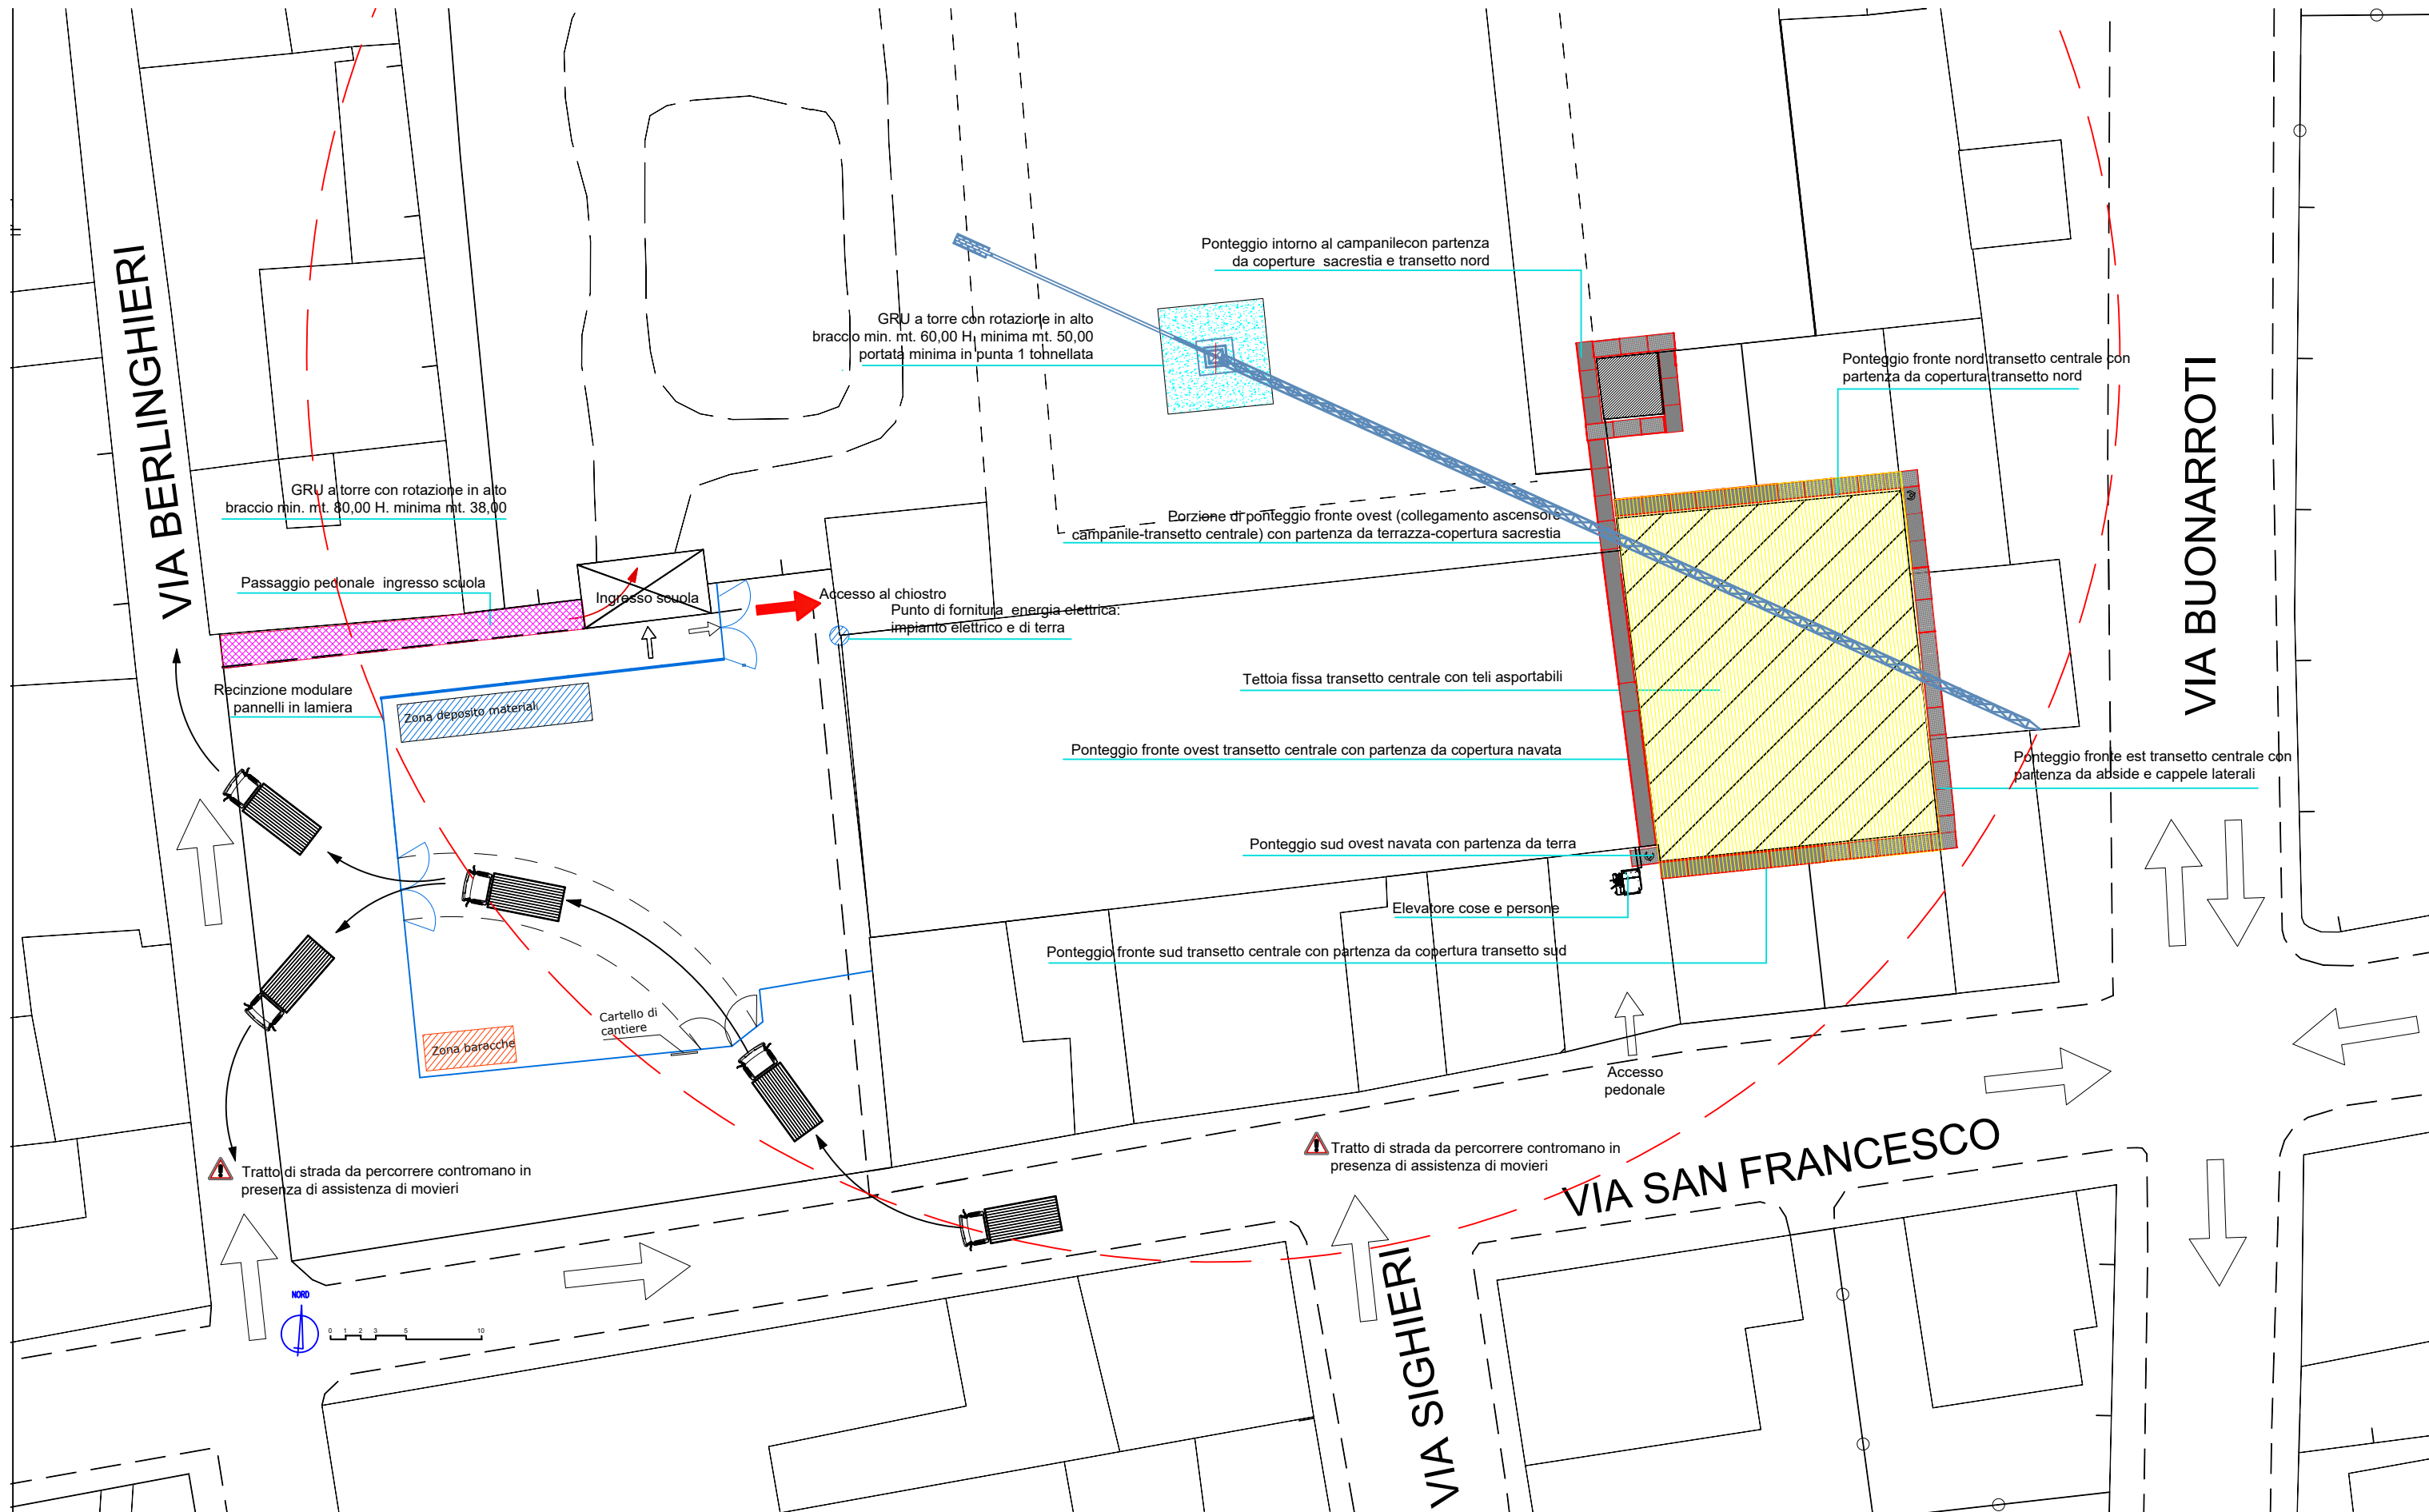 Ponteggio intorno al campanilecon partenza
da coperture sacrestia e transetto nord
GRU a torre con rotazione in alto
braccio min. mt. 60,00 H. minima mt. 50,00
portata minima in punta 1 tonnellata
Ponteggio fronte nord transetto centrale con
partenza da copertura transetto nord
VIA BERLINGHIERI
VIA BUONARROTI
GRU a torre con rotazione in alto
braccio min. mt. 80,00 H. minima mt. 38,00
Porzione di ponteggio fronte ovest (collegamento ascensore
campanile-transetto centrale) con partenza da terrazza-copertura sacrestia
Passaggio pedonale ingresso scuola
Ingresso scuola
Accesso al chiostro
Punto di fornitura energia elettrica:
impianto elettrico e di terra
Recinzione modulare
pannelli in lamiera
Zona deposito materiali
Tettoia fissa transetto centrale con teli asportabili
Ponteggio fronte ovest transetto centrale con partenza da copertura navata
Ponteggio fronte est transetto centrale con
partenza da abside e cappele laterali
Ponteggio sud ovest navata con partenza da terra
Elevatore cose e persone
Ponteggio fronte sud transetto centrale con partenza da copertura transetto sud
Cartello di
cantiere
Zona baracche
Accesso
pedonale
Tratto di strada da percorrere contromano in
presenza di assistenza di movieri
Tratto di strada da percorrere contromano in
presenza di assistenza di movieri
VIA SAN FRANCESCO
VIA SIGHIERI
NORD
0 1 2 3 5 10